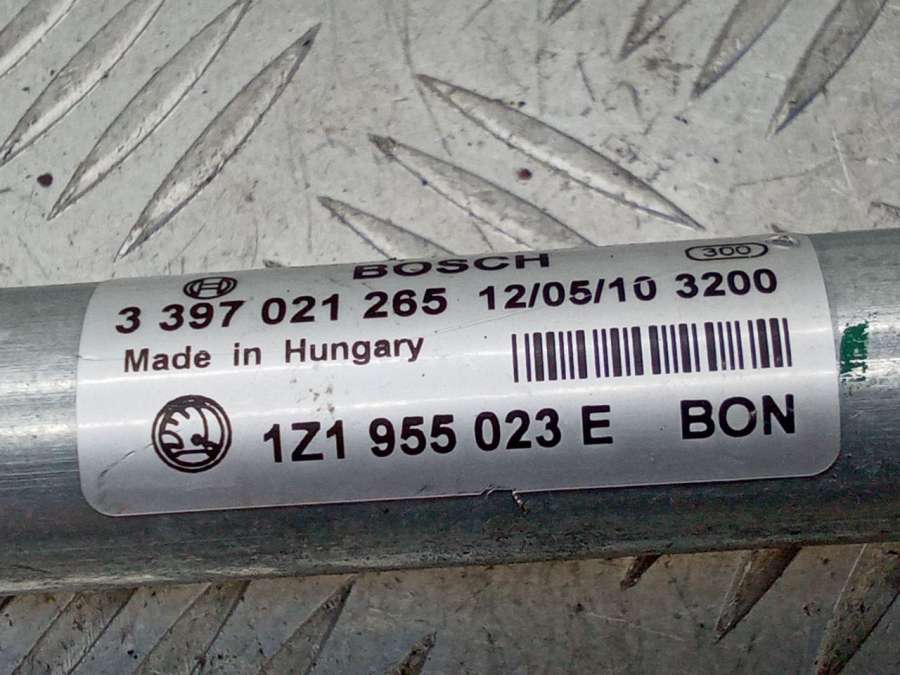 BOSCH 300
3 397 021 265 12/05/10 3200
Made in Hungary
1Z1 955 023 E BON